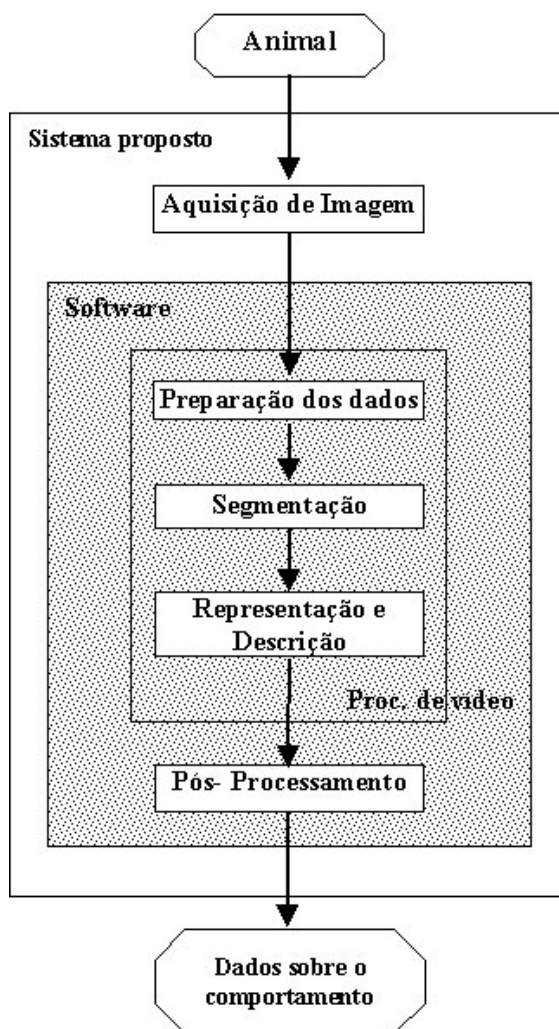 Animal
Sistema proposto
Aquisição de Imagem
Software
Preparação dos dados
Segmentação
Representação e
Descrição
Proc. de video
Pós- Processamento
Dados sobre o
comportamento